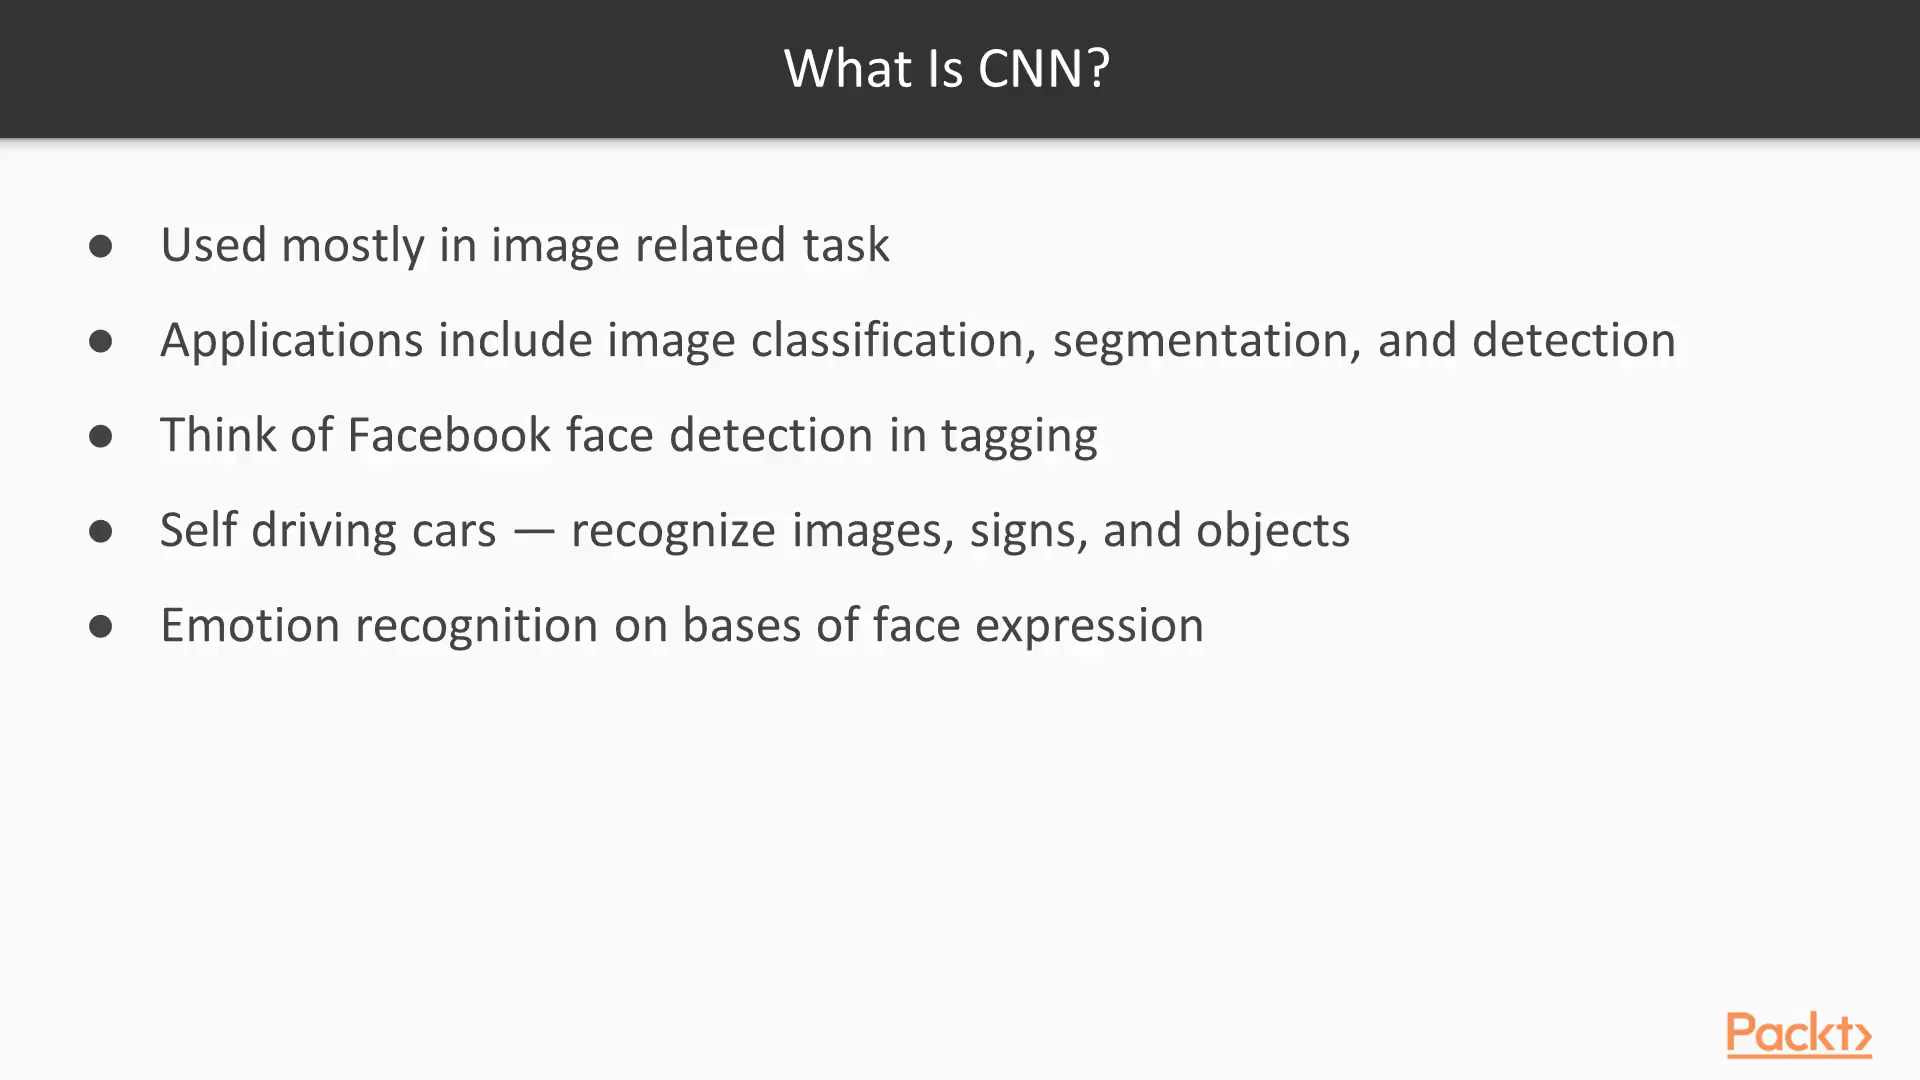 What Is CNN?
● Used mostly in image related task
● Applications include image classification, segmentation, and detection
● Think of Facebook face detection in tagging
● Self driving cars — recognize images, signs, and objects
● Emotion recognition on bases of face expression
Packt>